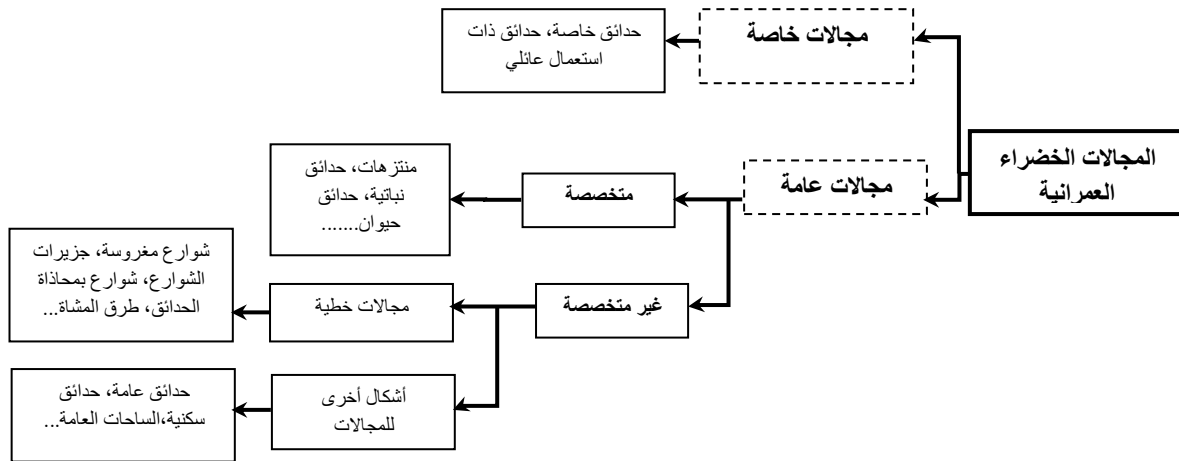 المجالات الخضراء
العمرانية
مجالات خاصة
حدائق خاصة، حدائق ذات
استعمال عائلي
مجالات عامة
متخصصة
منتزهات، حدائق
نباتية، حدائق
حيوان.......
غير متخصصة
مجالات خطية
شوارع مغروسة، جزيرات
الشوارع، شوارع بمحاذاة
الحدائق، طرق المشاة...
أشكال أخرى
للمجالات
حدائق عامة، حدائق
سكنية،الساحات العامة...